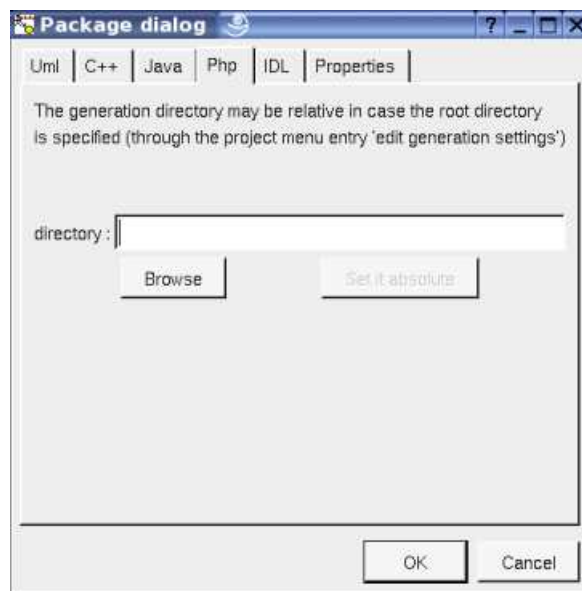 Package dialog
? _ X
Uml C++ Java Php IDL Properties
The generation directory may be relative in case the root directory
is specified (through the project menu entry 'edit generation settings')
directory :
Browse Set it absolute
OK Cancel